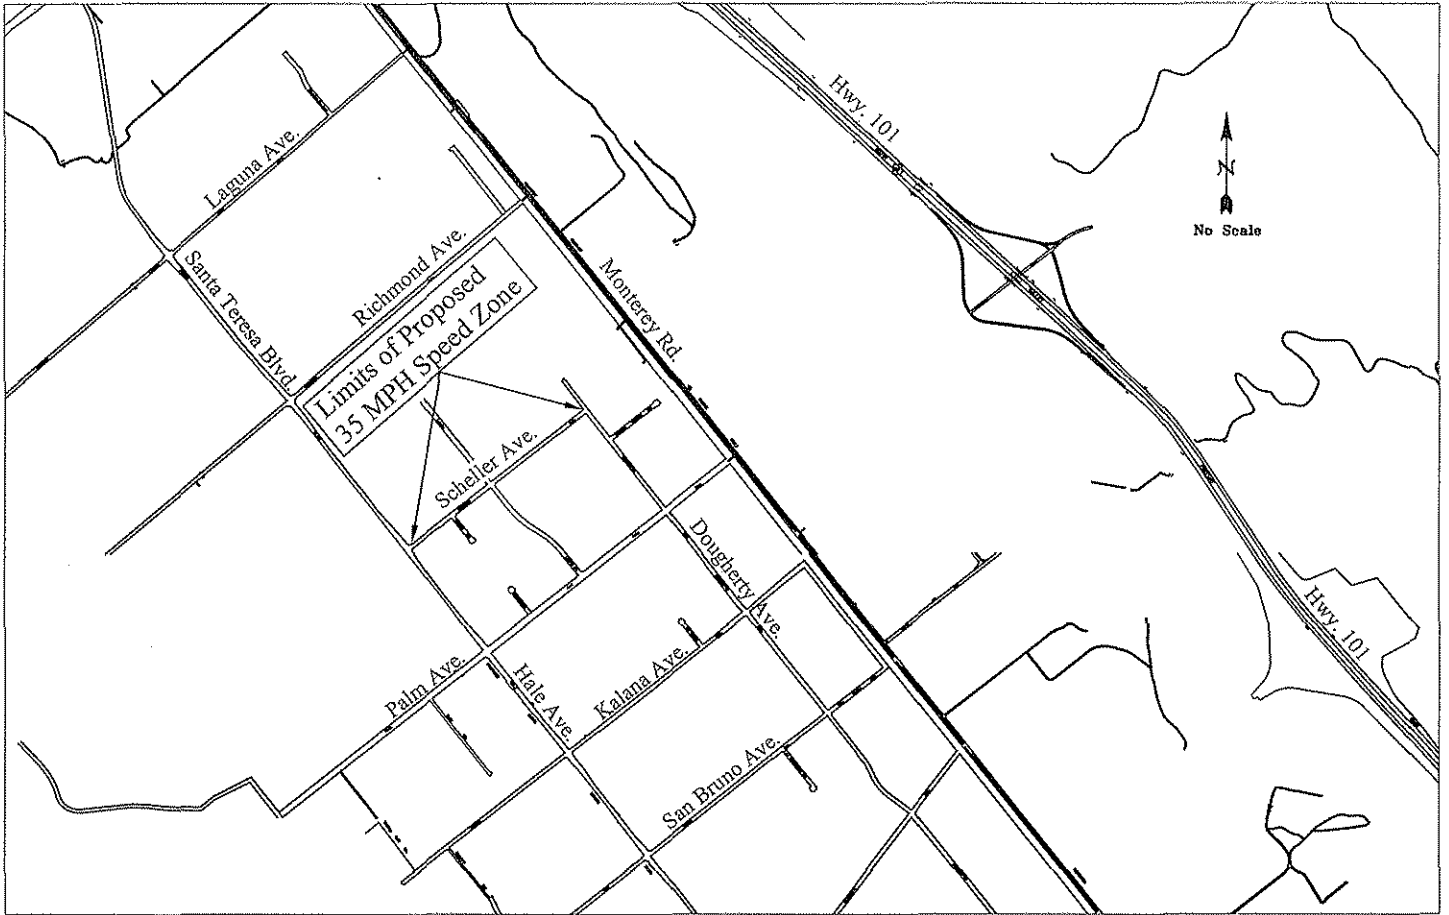 Hwy. 101
N
No Scale
Laguna Ave.
Richmond Ave.
Santa Teresa Blvd.
Limits of Proposed
35 MPH Speed Zone
Monterey Rd.
Scheller Ave.
Dougherty Ave.
Palm Ave.
Hale Ave.
Kalana Ave.
San Bruno Ave.
Hwy. 101